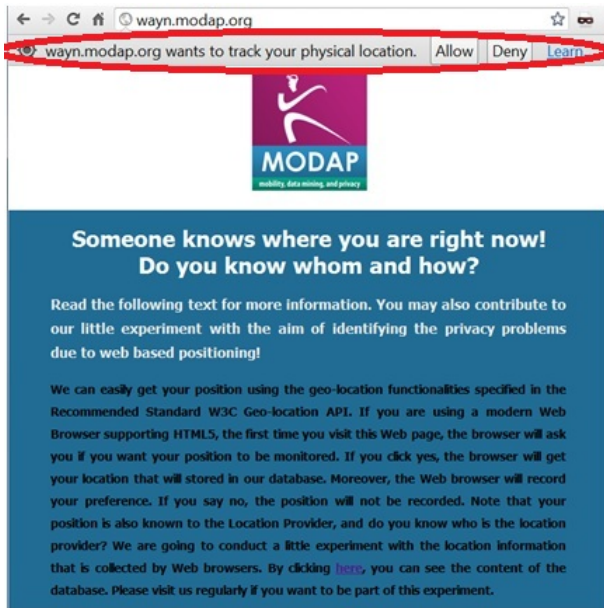 wayn.modap.org
wayn.modap.org wants to track your physical location. Allow Deny Learn
MODAP
mobility, data mining, and privacy
Someone knows where you are right now!
Do you know whom and how?
Read the following text for more information. You may also contribute to
our little experiment with the aim of identifying the privacy problems
due to web based positioning!
We can easily get your position using the geo-location functionalities specified in the
Recommended Standard W3C Geo-location API. If you are using a modern Web
Browser supporting HTML5, the first time you visit this Web page, the browser will ask
you if you want your position to be monitored. If you click yes, the browser will get
your location that will stored in our database. Moreover, the Web browser will record
your preference. If you say no, the position will not be recorded. Note that your
position is also known to the Location Provider, and do you know who is the location
provider? We are going to conduct a little experiment with the location information
that is collected by Web browsers. By clicking here, you can see the content of the
database. Please visit us regularly if you want to be part of this experiment.